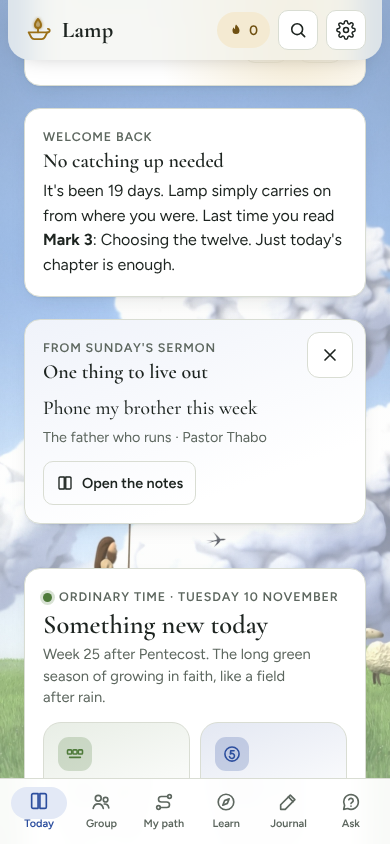 Lamp
0
WELCOME BACK
No catching up needed
It's been 19 days. Lamp simply carries on
from where you were. Last time you read
Mark 3: Choosing the twelve. Just today's
chapter is enough.
FROM SUNDAY'S SERMON
One thing to live out
Phone my brother this week
The father who runs · Pastor Thabo
Open the notes
ORDINARY TIME · TUESDAY 10 NOVEMBER
Something new today
Week 25 after Pentecost. The long green
season of growing in faith, like a field
after rain.
5
Today
Group
My path
Learn
Journal
Ask